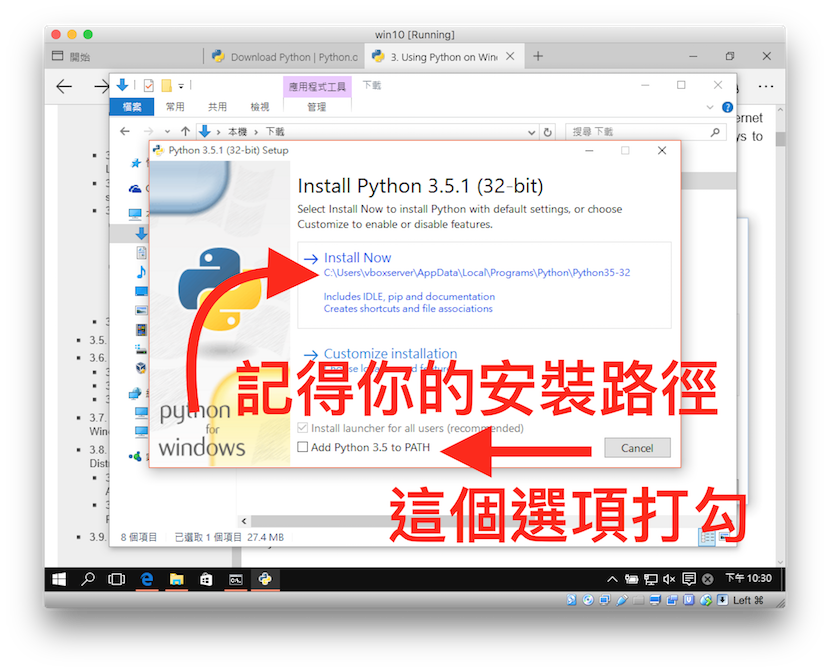 win10 [Running]
開始
Download Python | Python.o
3. Using Python on Win
應用程式工具
下載
檔案
常用
共用
檢視
管理
本機 › 下載
搜尋 下載
ernet
ys to
Python 3.5.1 (32-bit) Setup
Install Python 3.5.1 (32-bit)
Select Install Now to install Python with default settings, or choose
Customize to enable or disable features.
Install Now
C:\Users\vboxserver\AppData\Local\Programs\Python\Python35-32
Includes IDLE, pip and documentation
Creates shortcuts and file associations
Customize installation
記得你的安裝路徑
python
for
windows
Install launcher for all users (recommended)
Add Python 3.5 to PATH
Cancel
這個選項打勾
3.5.
3.6.
3.7.
Win
3.8.
Dist
3.9.
8 個項目
已選取 1 個項目 27.4 MB
下午 10:30
Left ⌘